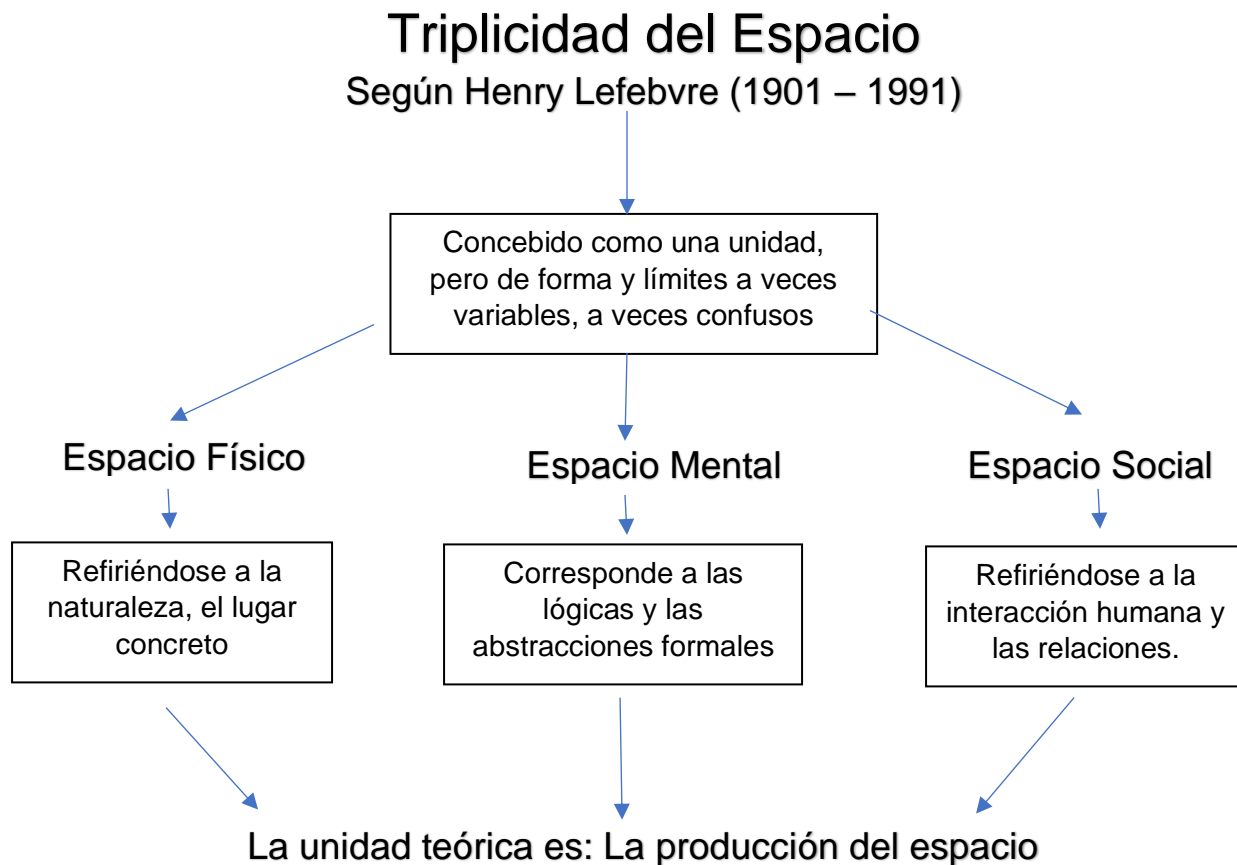 Triplicidad del Espacio
Según Henry Lefebvre (1901 – 1991)
Concebido como una unidad,
pero de forma y límites a veces
variables, a veces confusos
Espacio Físico
Espacio Mental
Espacio Social
Refiriéndose a la
naturaleza, el lugar
concreto
Corresponde a las
lógicas y las
abstracciones formales
Refiriéndose a la
interacción humana y
las relaciones.
La unidad teórica es: La producción del espacio